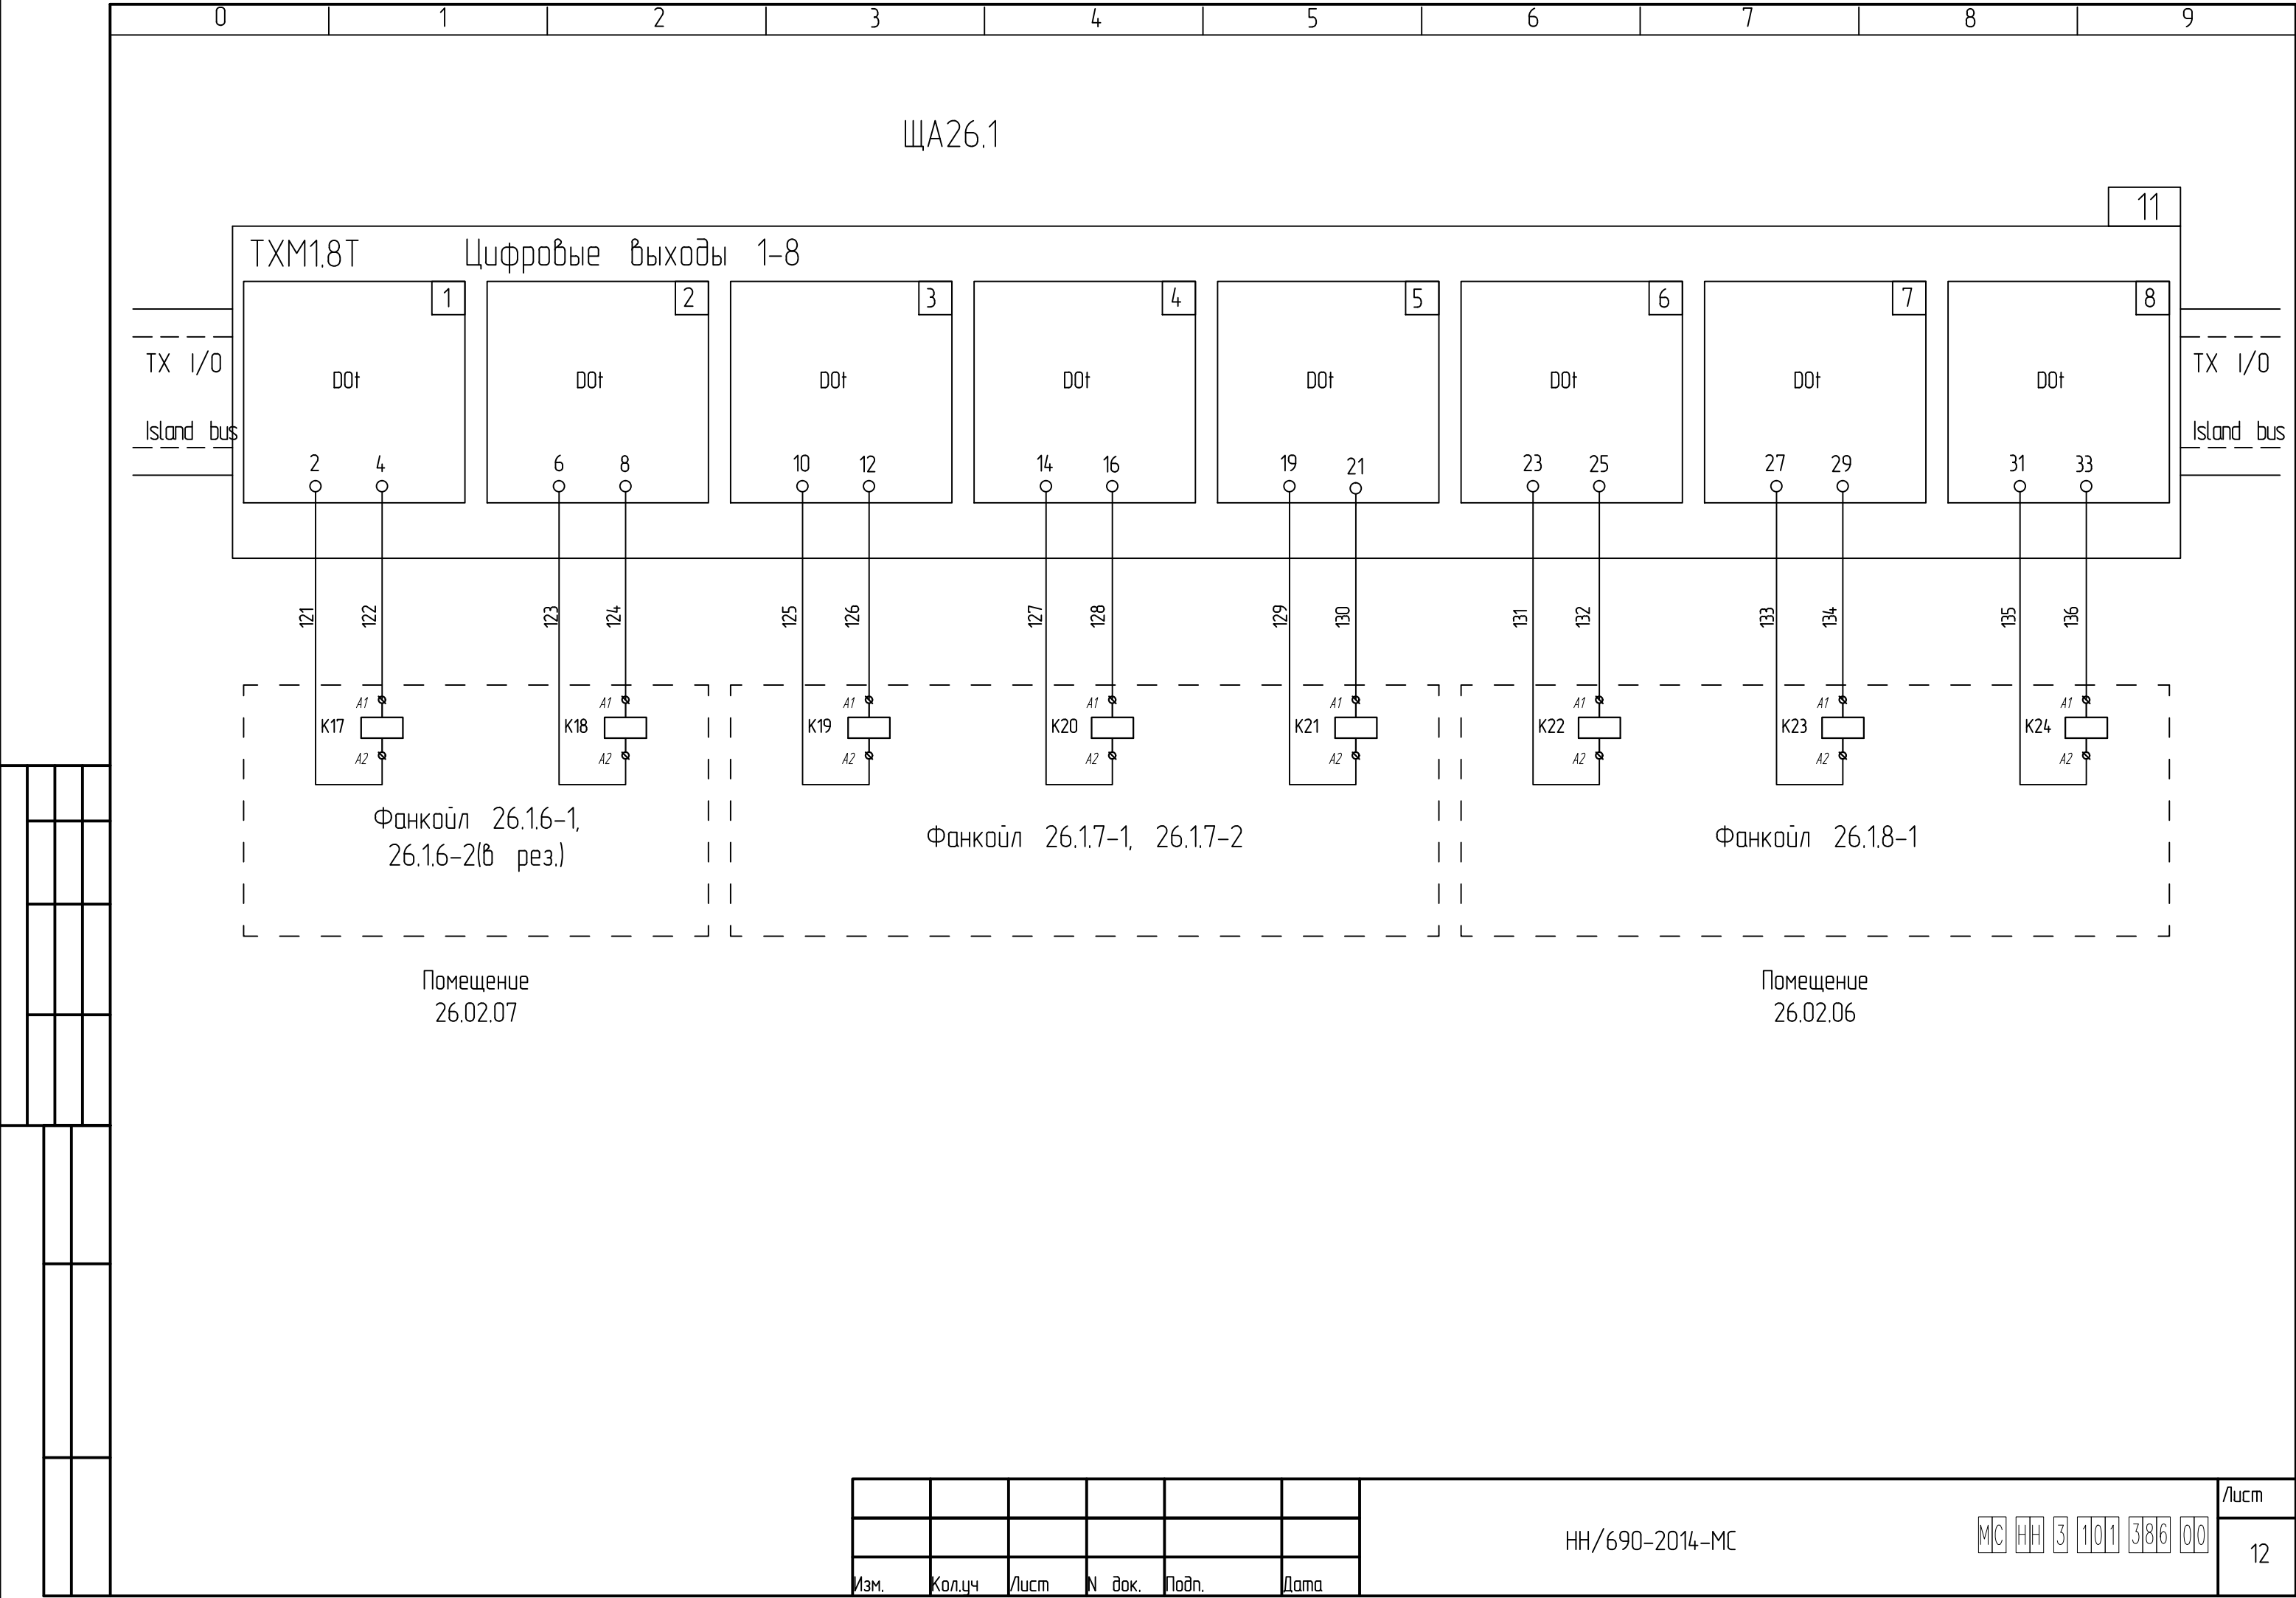 0 1 2 3 4 5 6 7 8 9
ЩА26.1
11
TXM1.8T Цифровые выходы 1-8
1 2 3 4 5 6 7 8
TX I/O DOt DOt DOt DOt DOt DOt DOt DOt TX I/O
Island bus Island bus
2 4 6 8 10 12 14 16 19 21 23 25 27 29 31 33
121 122 123 124 125 126 127 128 129 130 131 132 133 134 135 136
A1 A1 A1 A1 A1 A1 A1 A1
K17 K18 K19 K20 K21 K22 K23 K24
A2 A2 A2 A2 A2 A2 A2 A2
Фанкойл 26.1.6-1,
26.1.6-2(в рез.)
Фанкойл 26.1.7-1, 26.1.7-2
Фанкойл 26.1.8-1
Помещение
26.02.07
Помещение
26.02.06
Лист
НН/690-2014-МС
МС НН 3 101 386 00
12
Изм. Кол.уч Лист N док. Подп. Дата